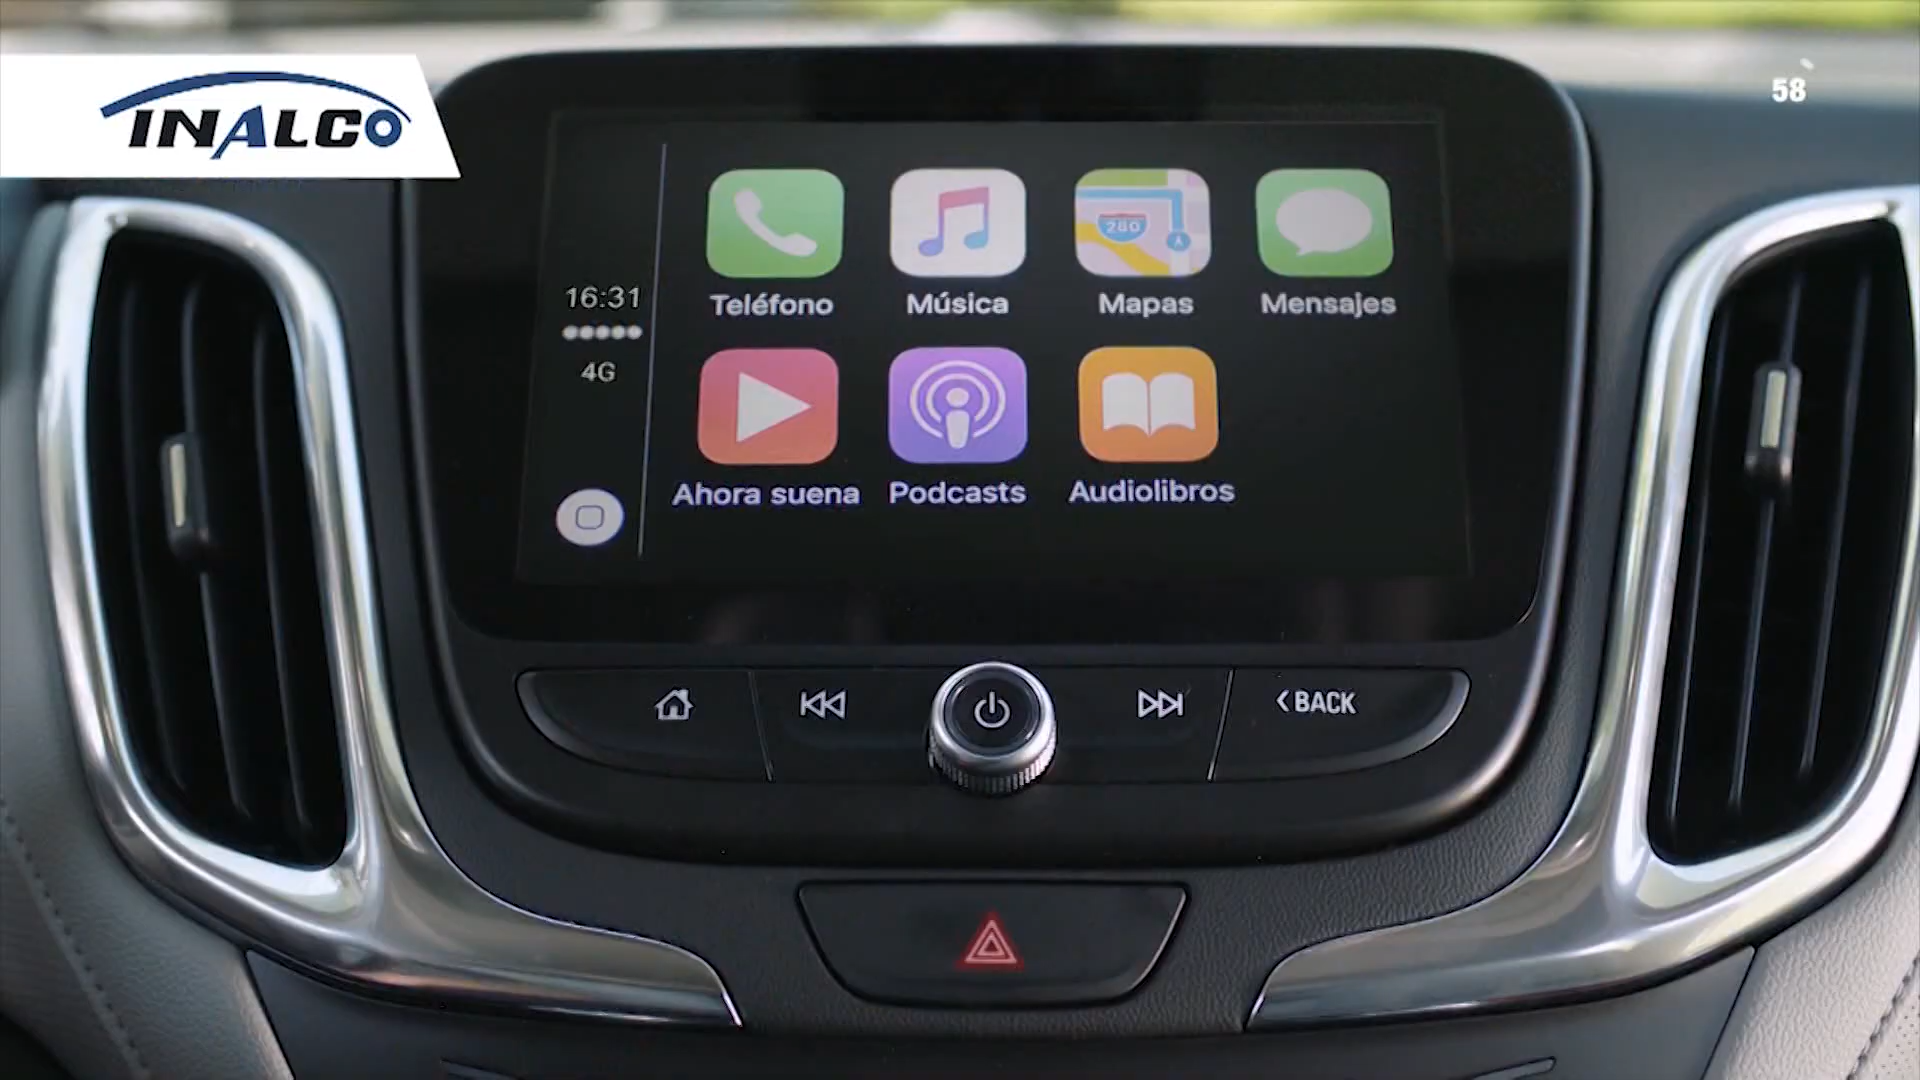 INALCO
58
280
Teléfono
Música
Mapas
Mensajes
16:31
4G
Ahora suena
Podcasts
Audiolibros
BACK